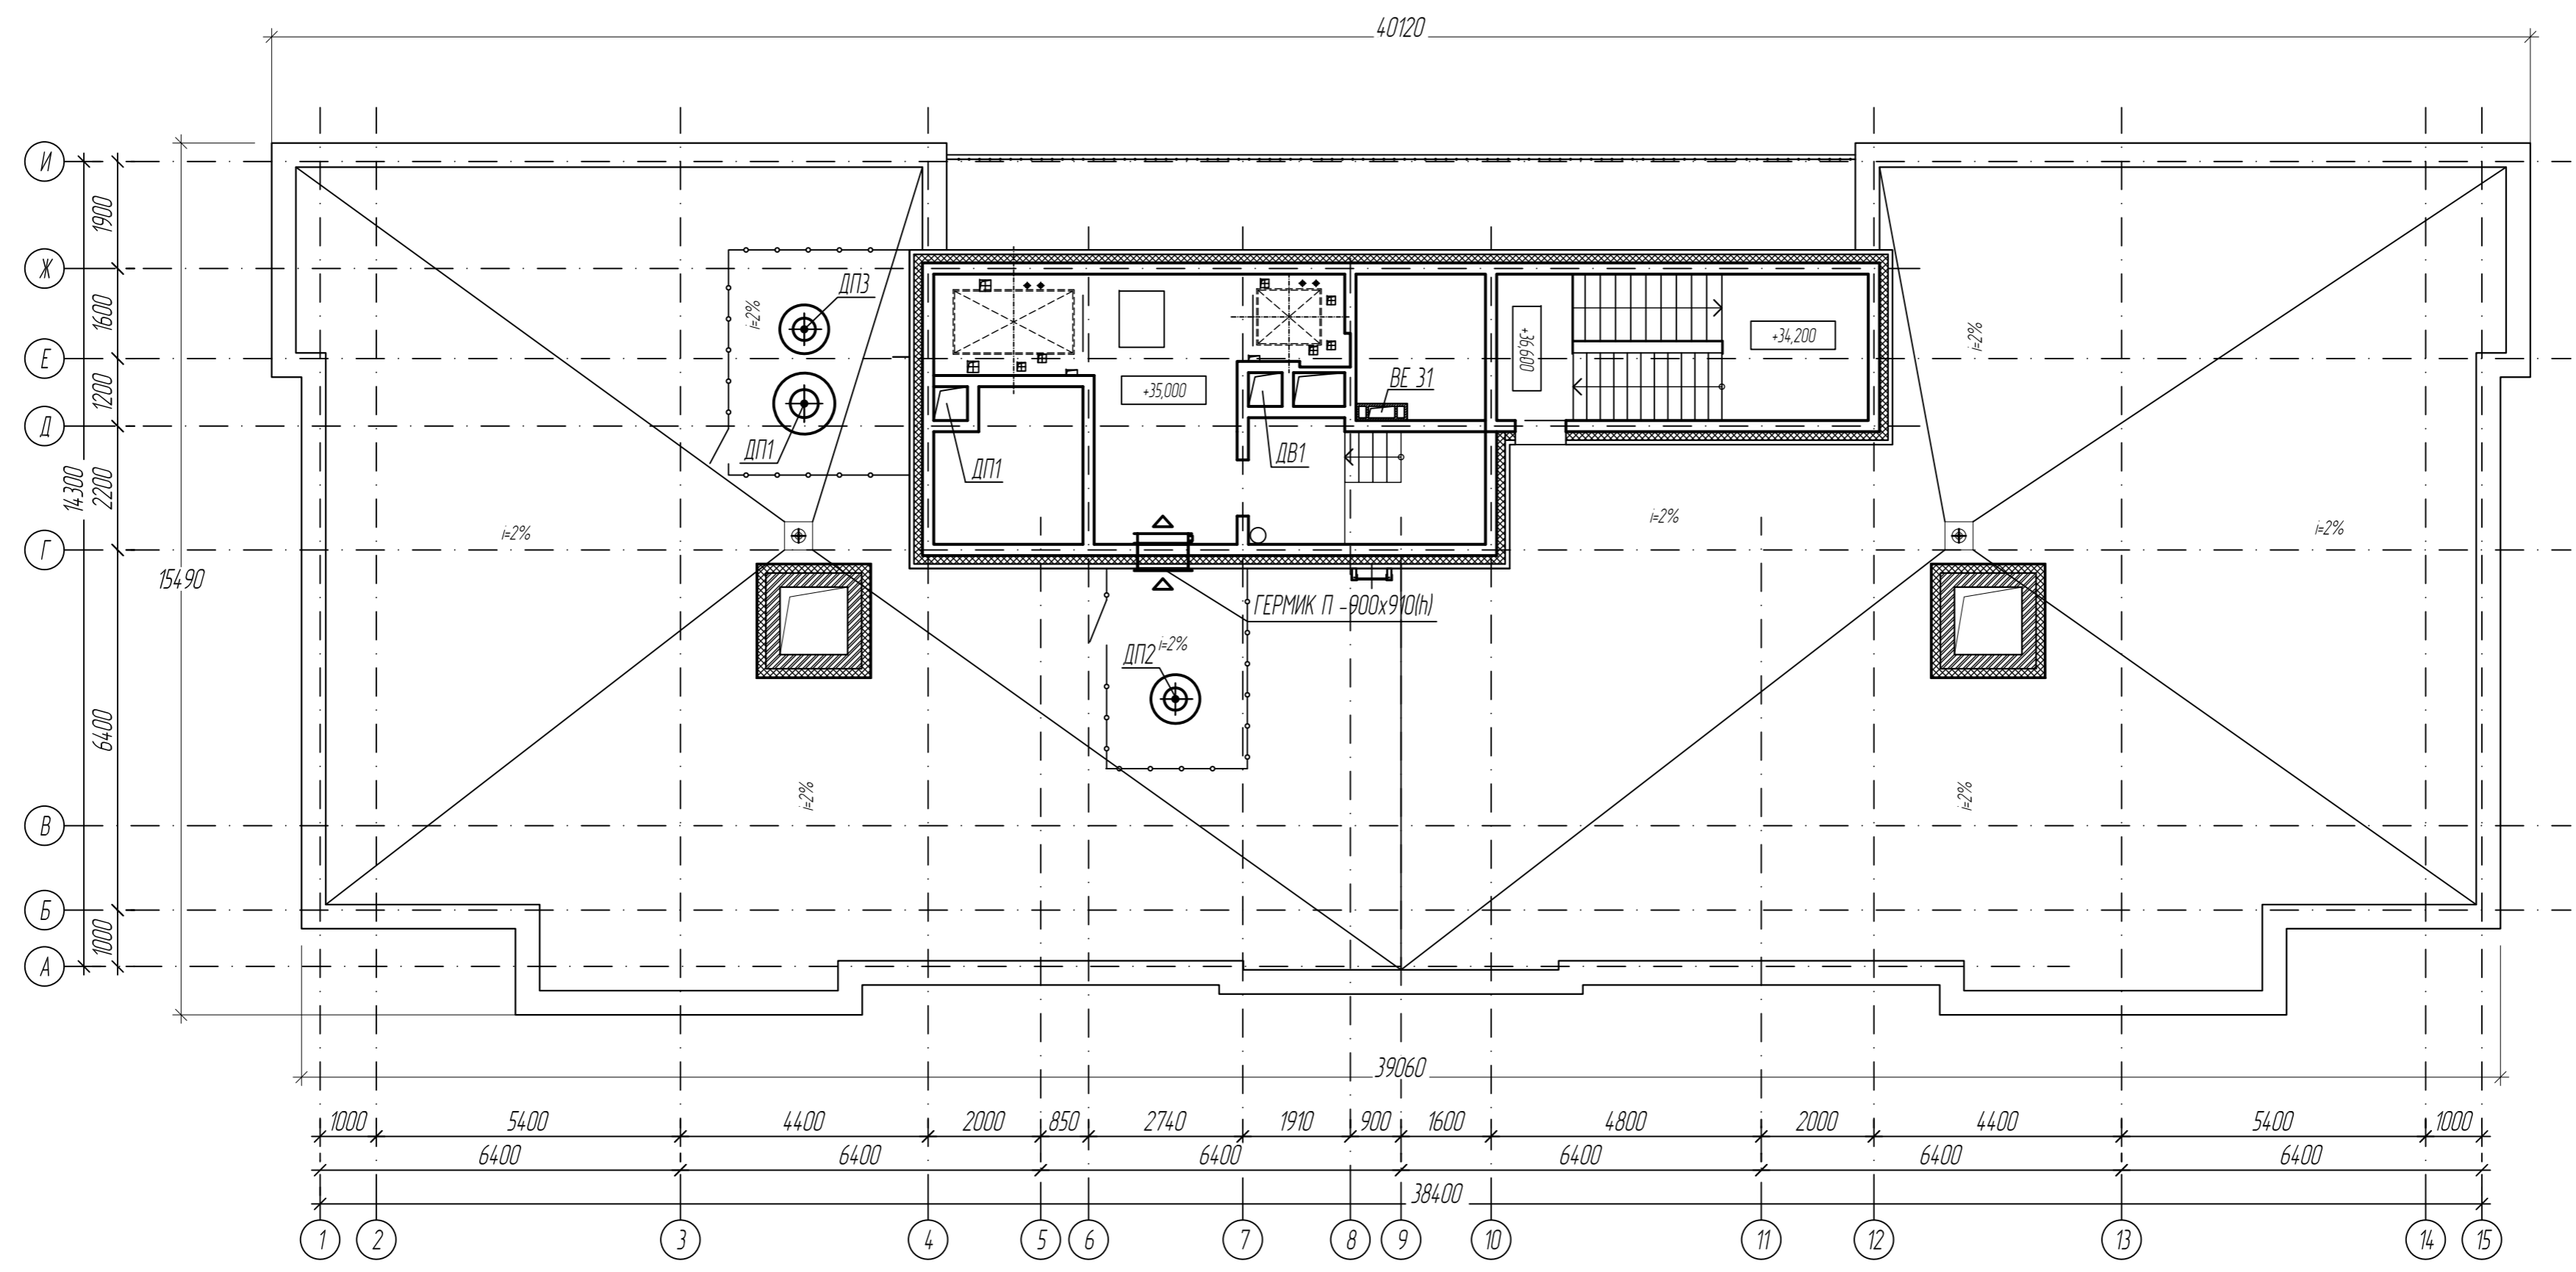 40120
И
Ж
Е
Д
Г
В
Б
А
1900
1600
1200
2200
6400
1000
14300
15490
i=2%
ДП3
ДП1
i=2%
ДП1
+35,000
ДВ1
ВЕ 31
+36,600
+34,200
i=2%
i=2%
i=2%
ГЕРМИК П -900х910(h)
ДП2
i=2%
i=2%
i=2%
39060
1000 5400 4400 2000 850 2740 1910 900 1600 4800 2000 4400 5400 1000
6400 6400 6400 6400 6400 6400
38400
1 2 3 4 5 6 7 8 9 10 11 12 13 14 15